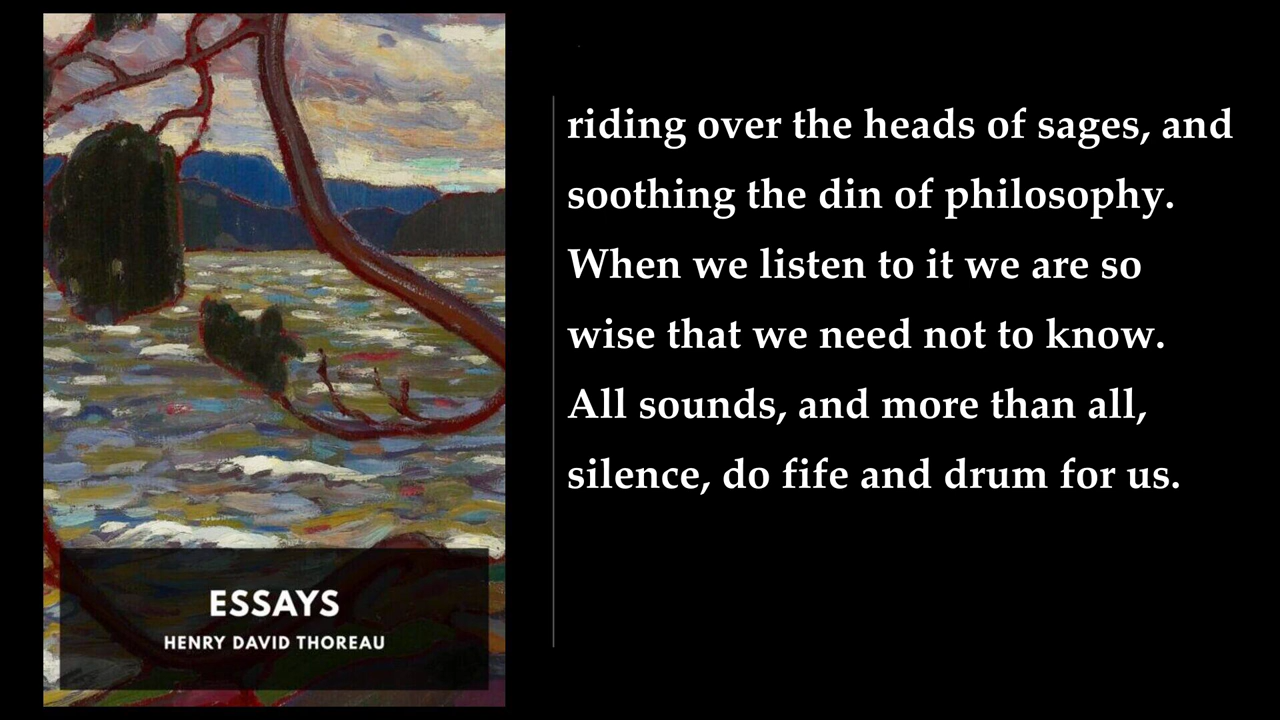 riding over the heads of sages, and
soothing the din of philosophy.
When we listen to it we are so
wise that we need not to know.
All sounds, and more than all,
silence, do fife and drum for us.
ESSAYS
HENRY DAVID THOREAU